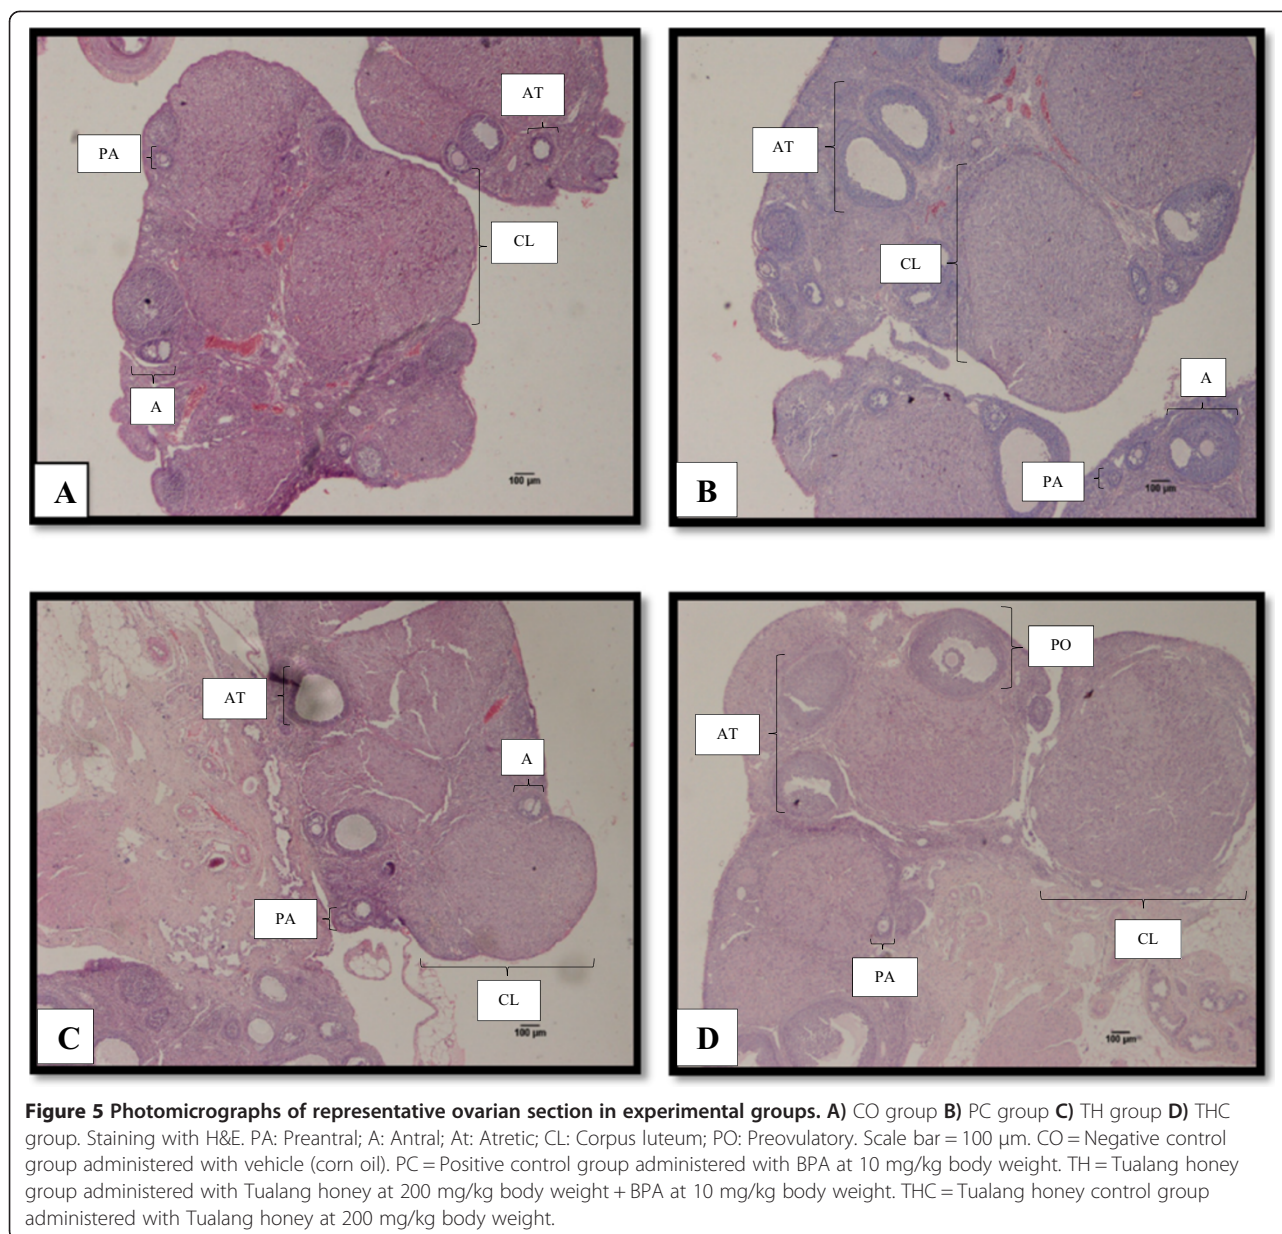 PA
AT
CL
A
100 µm
A
AT
CL
A
PA
100 µm
B
AT
A
PA
CL
100 µm
C
PO
AT
CL
PA
100 µm
D
Figure 5 Photomicrographs of representative ovarian section in experimental groups. A) CO group B) PC group C) TH group D) THC
group. Staining with H&E. PA: Preantral; A: Antral; At: Atretic; CL: Corpus luteum; PO: Preovulatory. Scale bar = 100 µm. CO = Negative control
group administered with vehicle (corn oil). PC = Positive control group administered with BPA at 10 mg/kg body weight. TH = Tualang honey
group administered with Tualang honey at 200 mg/kg body weight + BPA at 10 mg/kg body weight. THC = Tualang honey control group
administered with Tualang honey at 200 mg/kg body weight.